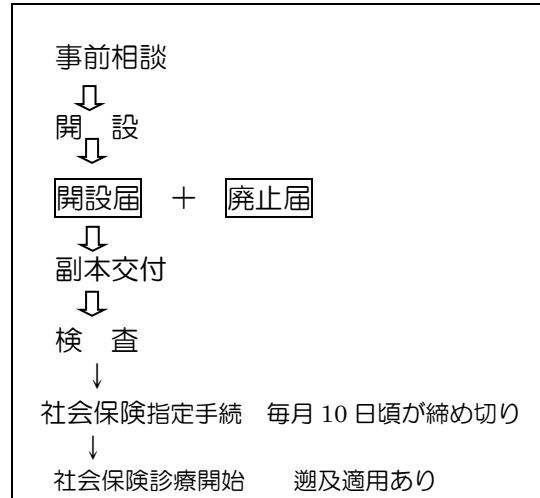 事前相談
⇩
開　設
⇩
開設届　＋　廃止届
⇩
副本交付
⇩
検　査
↓
社会保険指定手続　毎月 10 日頃が締め切り
↓
社会保険診療開始　　遡及適用あり